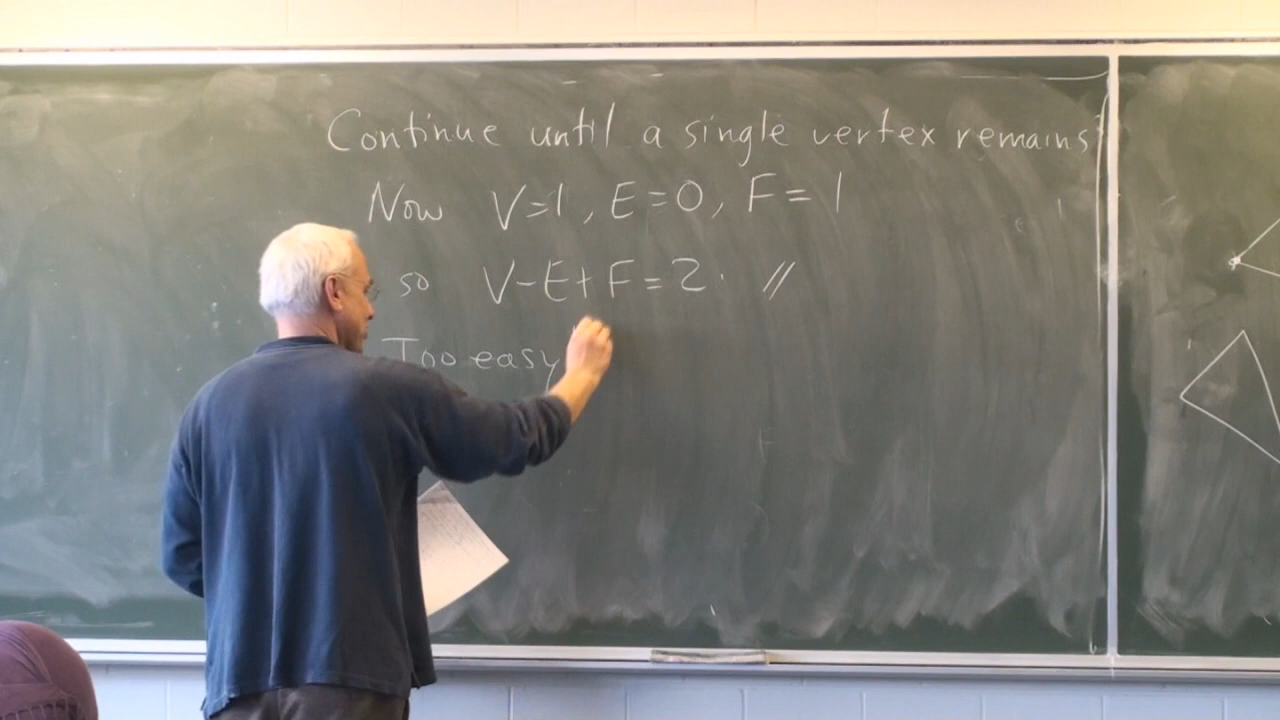 Continue until a single vertex remains
Now V=1, E=0, F=1
so V-E+F=2. //
Too easy